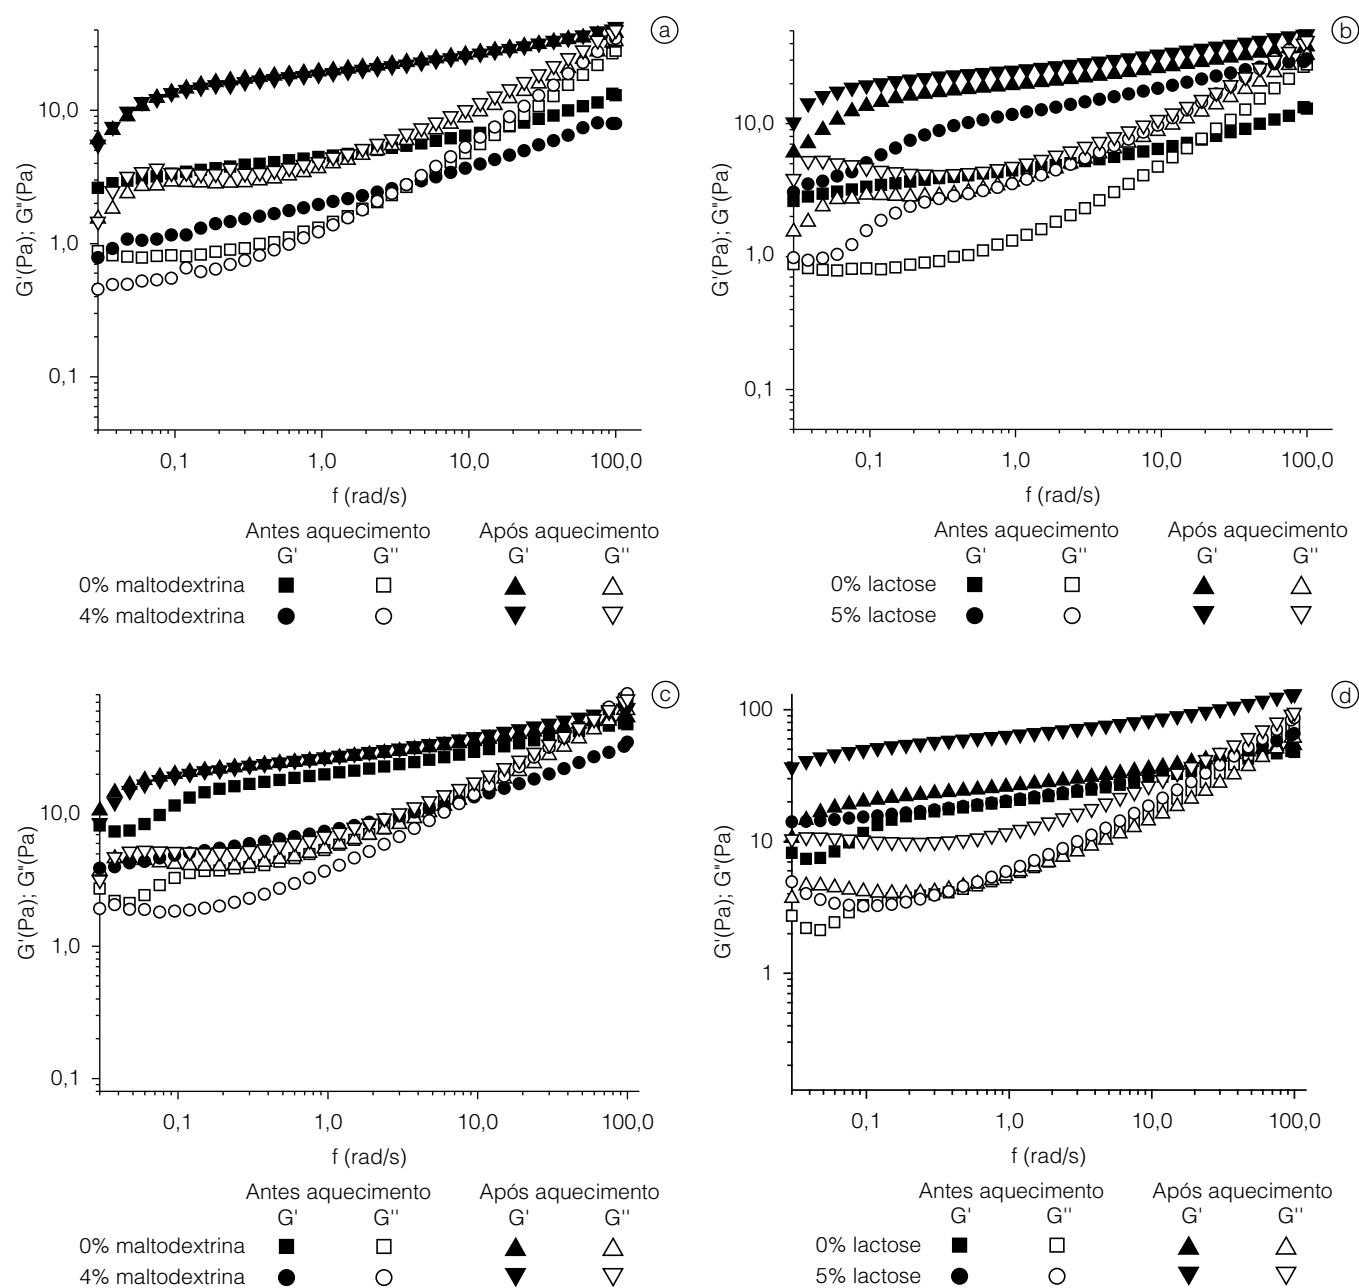 a
10,0
1,0
0,1
G'(Pa); G''(Pa)
0,1 1,0 10,0 100,0
f (rad/s)
Antes aquecimento Após aquecimento
G' G'' G' G''
0% maltodextrina
4% maltodextrina
b
10,0
1,0
0,1
G'(Pa); G''(Pa)
0,1 1,0 10,0 100,0
f (rad/s)
Antes aquecimento Após aquecimento
G' G'' G' G''
0% lactose
5% lactose
c
10,0
1,0
0,1
G'(Pa); G''(Pa
0,1 1,0 10,0 100,0
f (rad/s)
Antes aquecimento Após aquecimento
G' G'' G' G''
0% maltodextrina
4% maltodextrina
d
100
10
1
G'(Pa); G''(Pa)
0,1 1,0 10,0 100,0
f (rad/s)
Antes aquecimento Após aquecimento
G' G'' G' G''
0% lactose
5% lactose